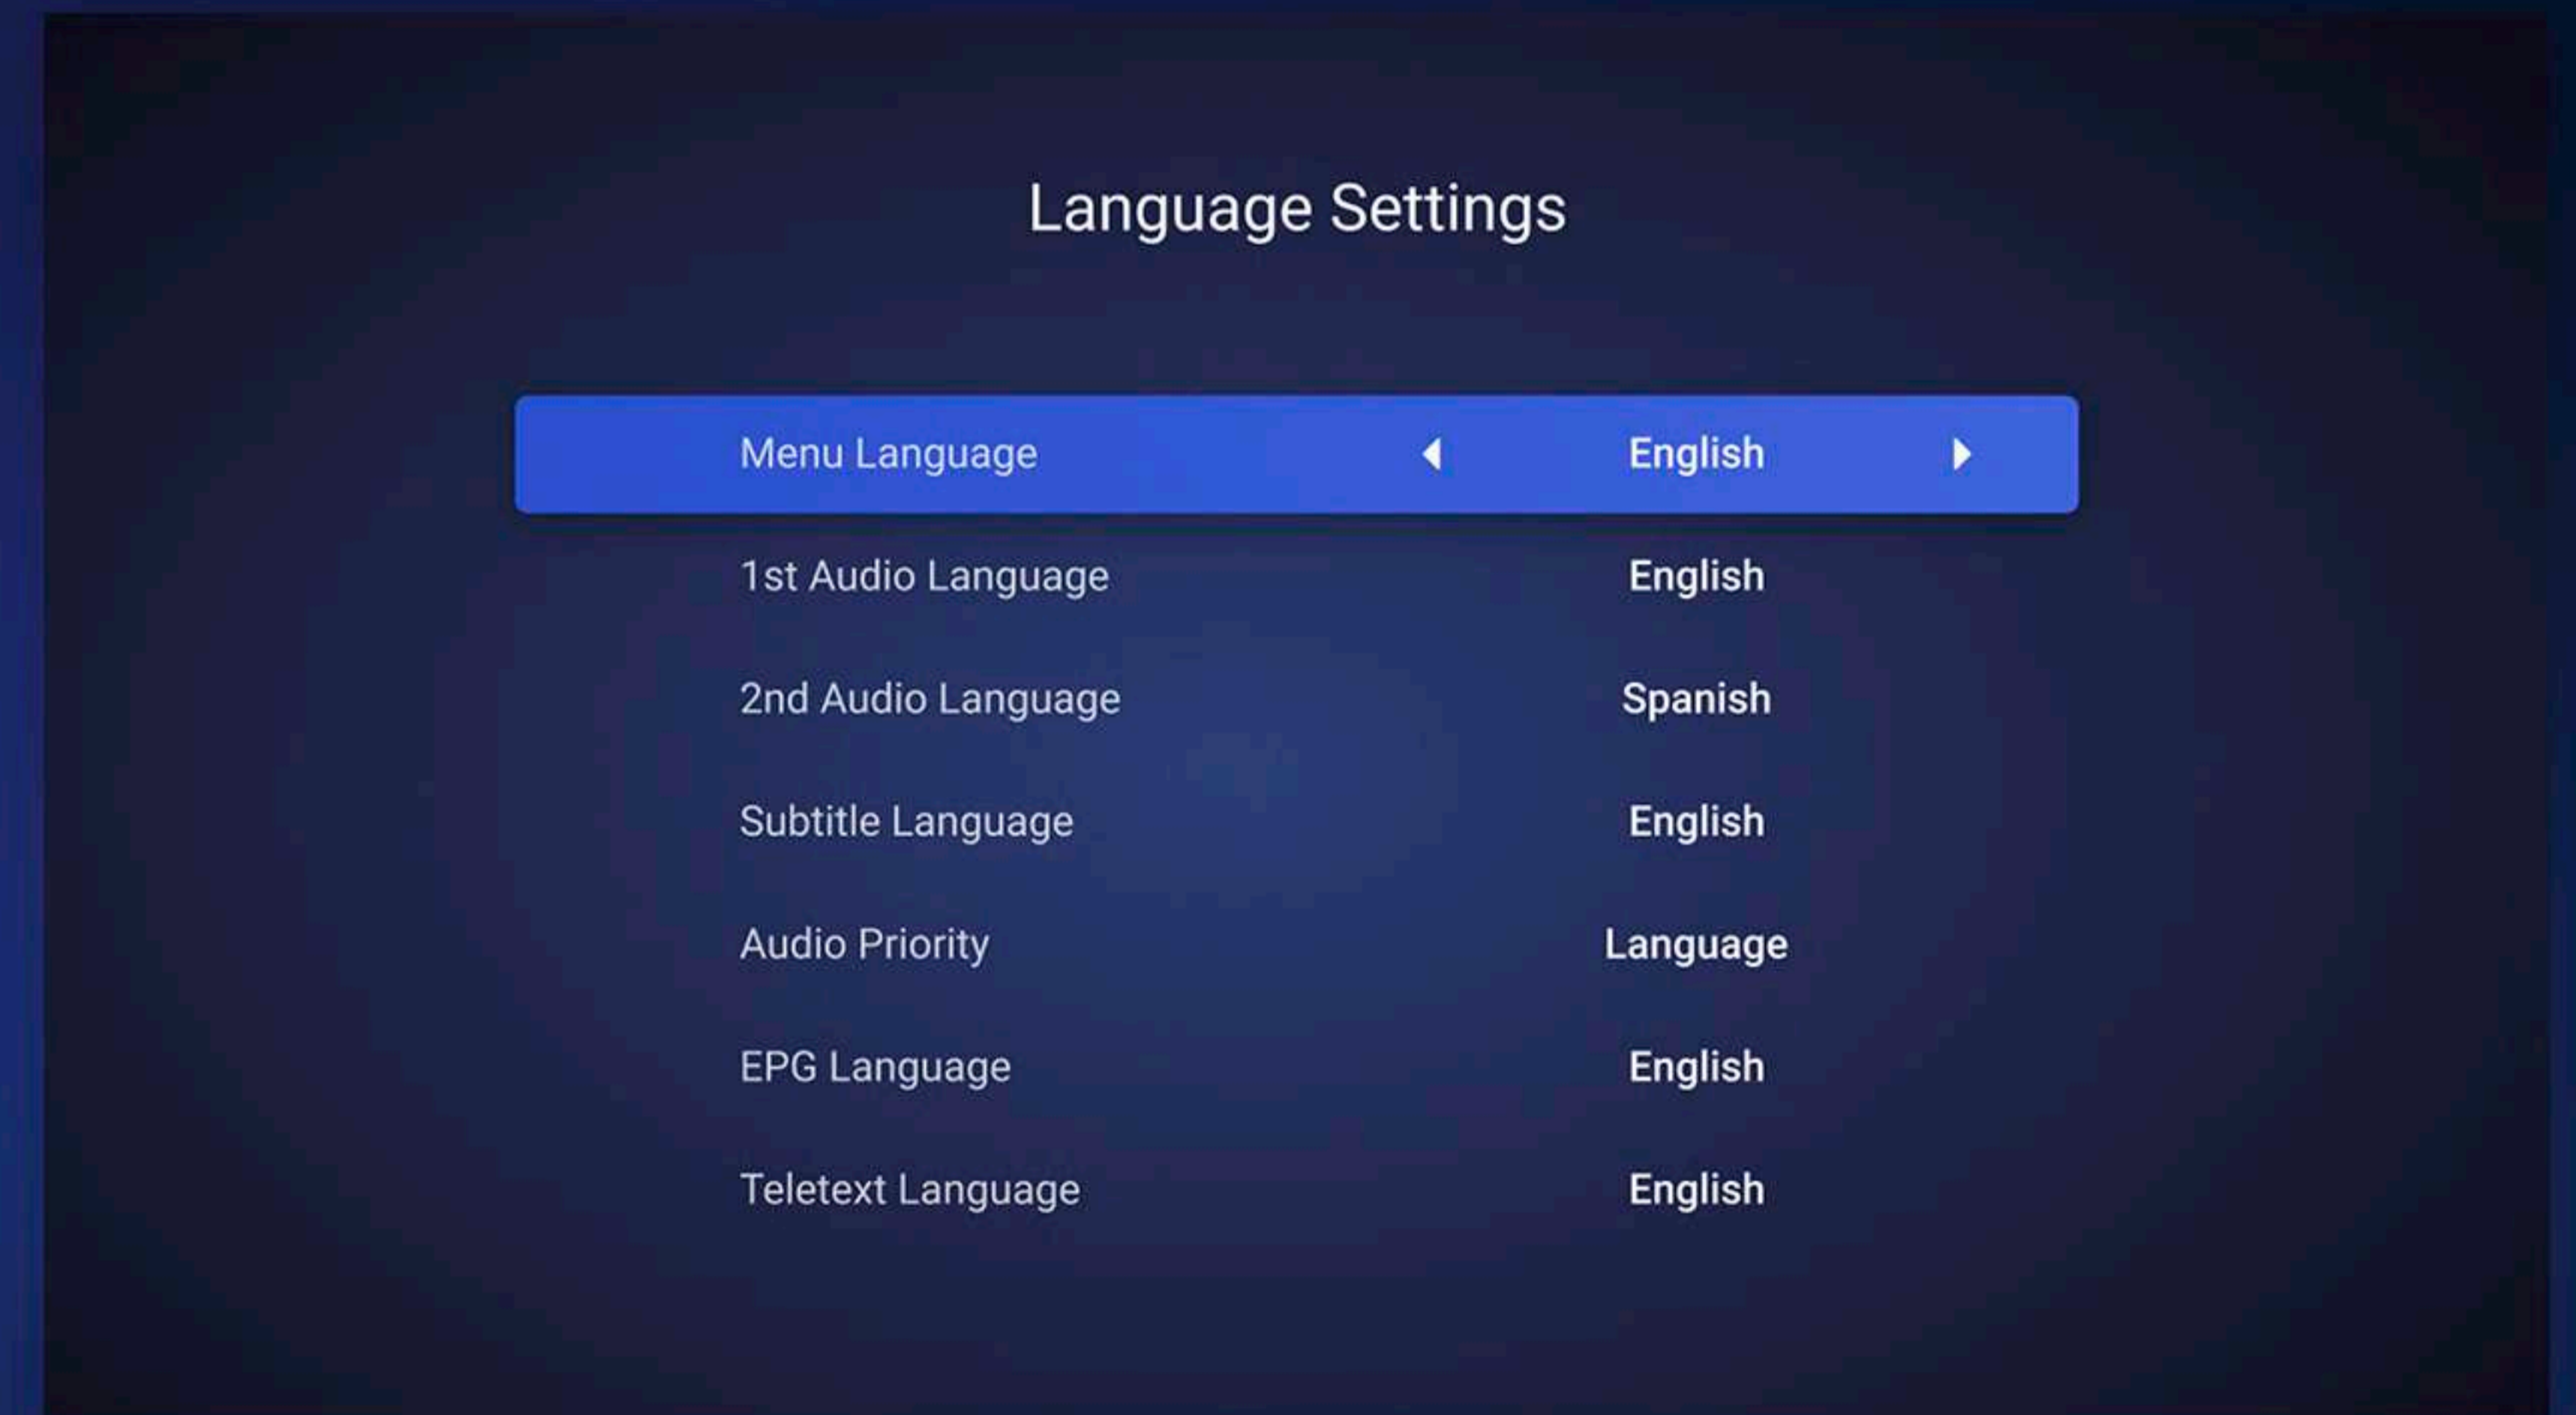 Language Settings
Menu Language English
1st Audio Language English
2nd Audio Language Spanish
Subtitle Language English
Audio Priority Language
EPG Language English
Teletext Language English